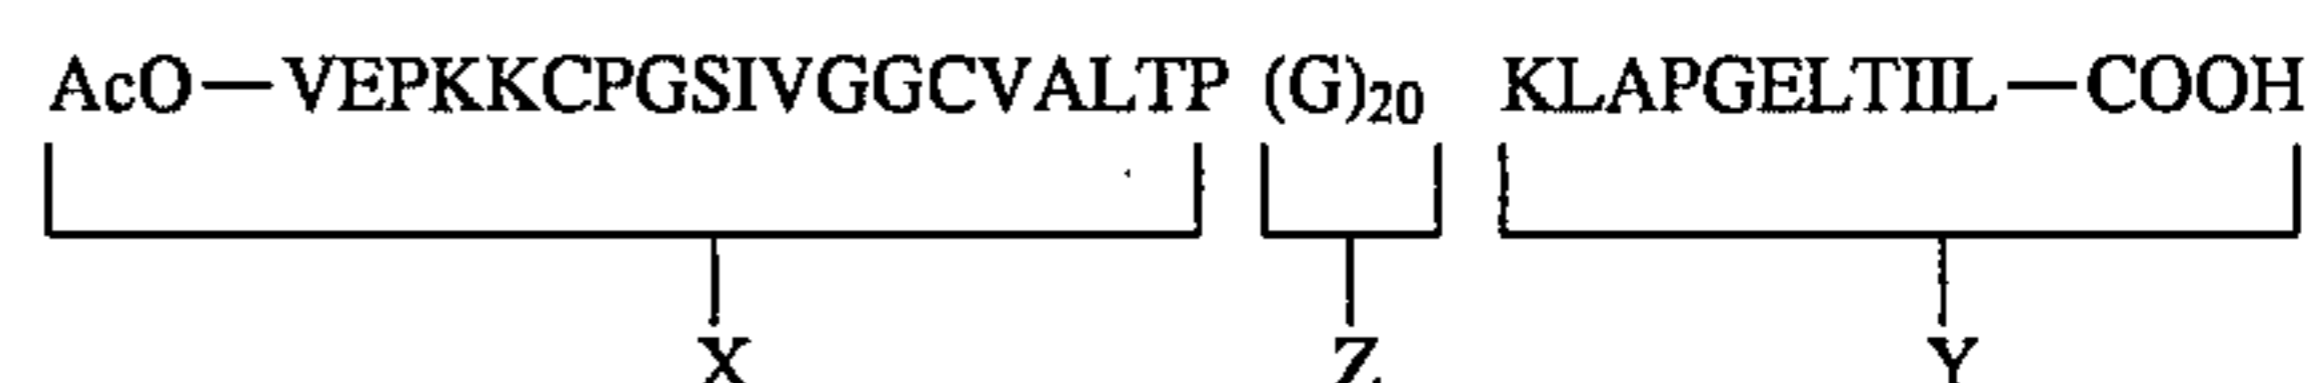 AcO—VEPKKCPGSIVGGCVALTP (G)₂₀ KLAPGELTIIL—COOH
X Z Y